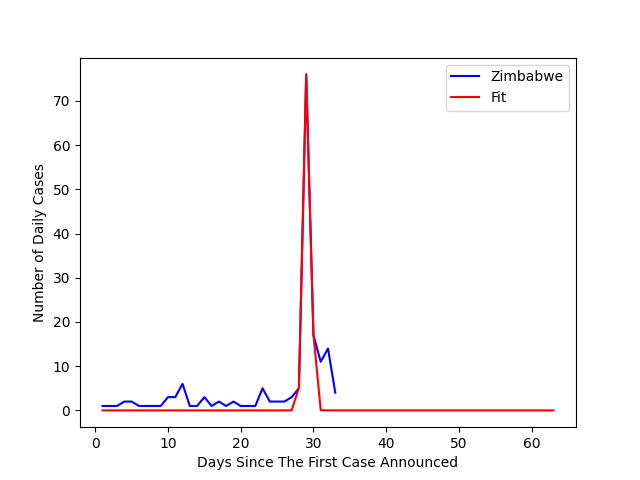 Zimbabwe
Fit
Number of Daily Cases
70
60
50
40
30
20
10
0
0 10 20 30 40 50 60
Days Since The First Case Announced